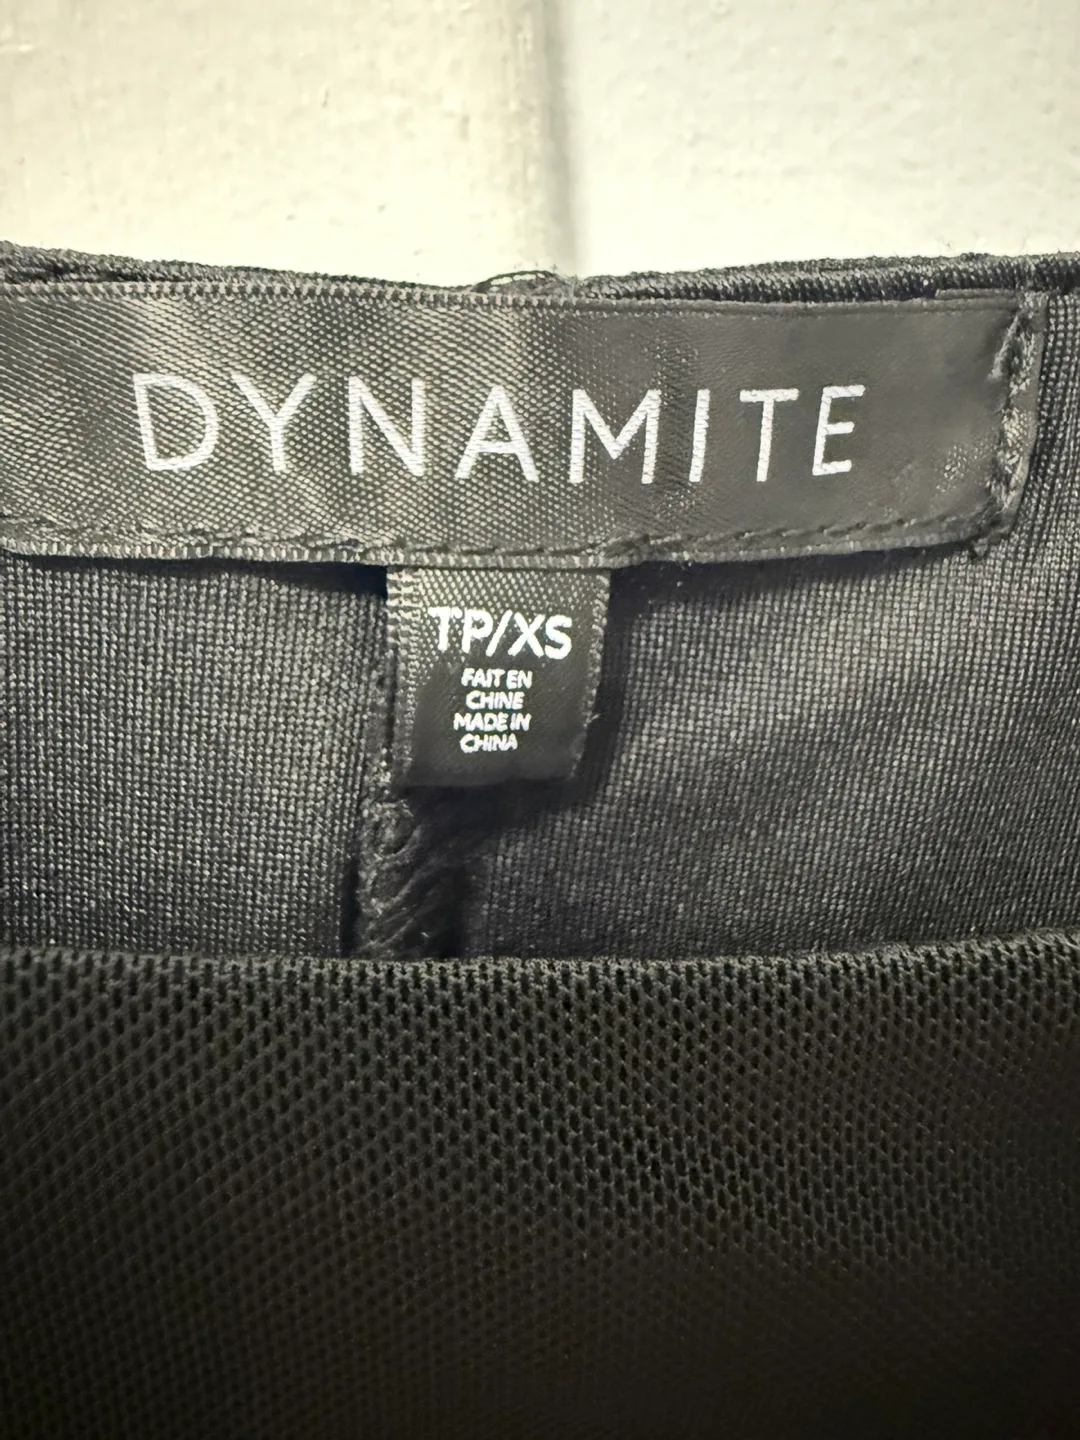 DYNAMITE
TP/XS
FAIT EN
CHINE
MADE IN
CHINA